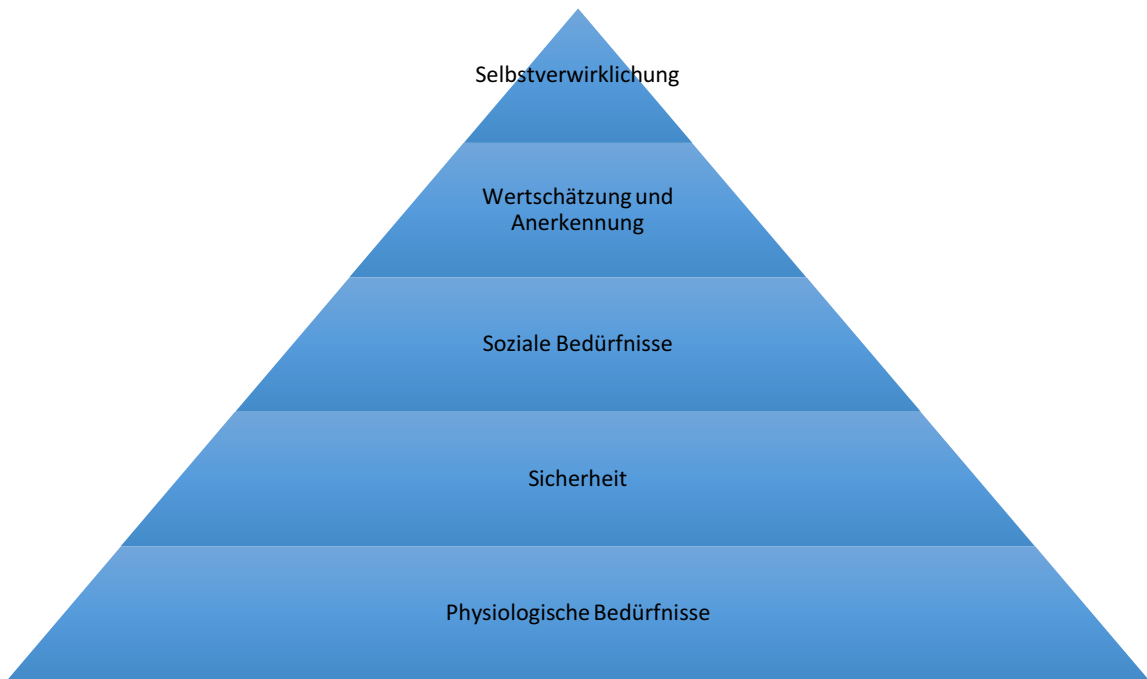 Selbstverwirklichung
Wertschätzung und
Anerkennung
Soziale Bedürfnisse
Sicherheit
Physiologische Bedürfnisse